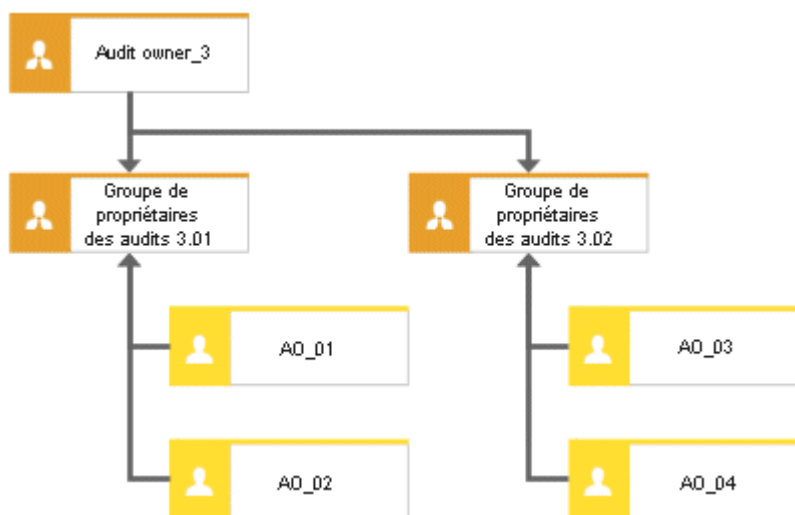 Audit owner_3
Groupe de
propriétaires
des audits 3.01
Groupe de
propriétaires
des audits 3.02
AO_01
AO_03
AO_02
AO_04